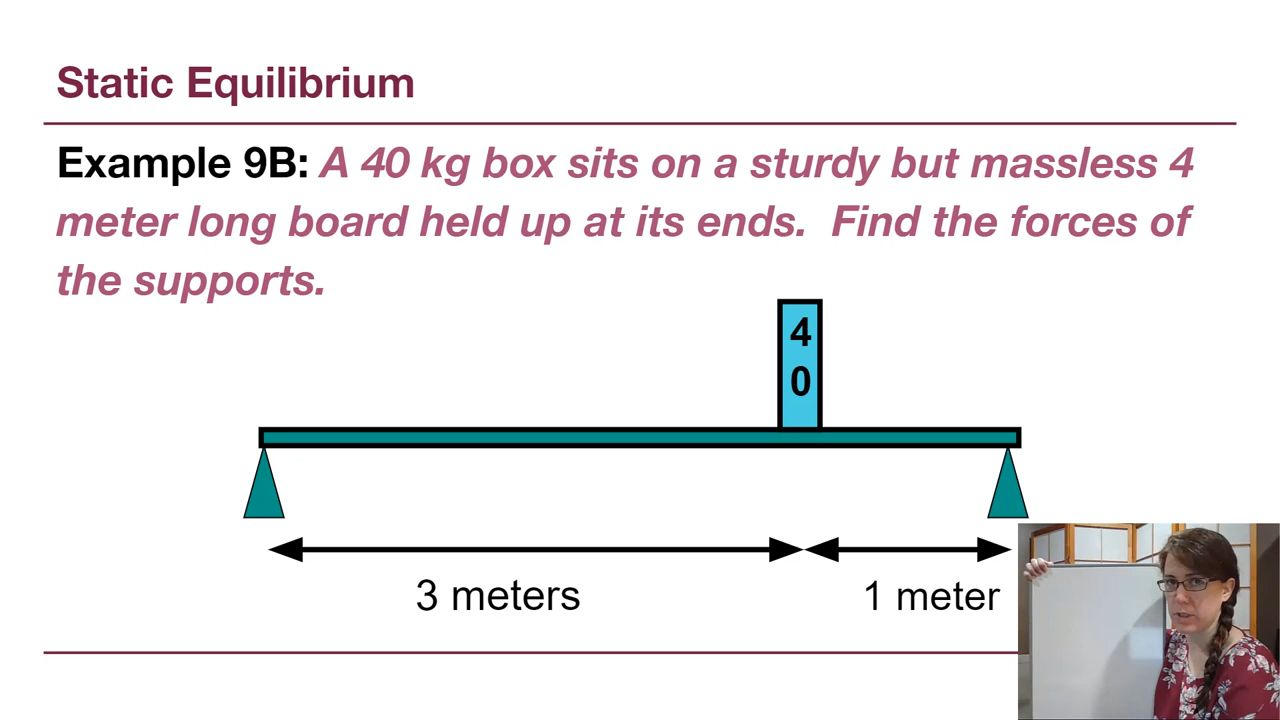 Static Equilibrium
Example 9B: A 40 kg box sits on a sturdy but massless 4
meter long board held up at its ends.  Find the forces of
the supports.
4
0
3 meters
1 meter